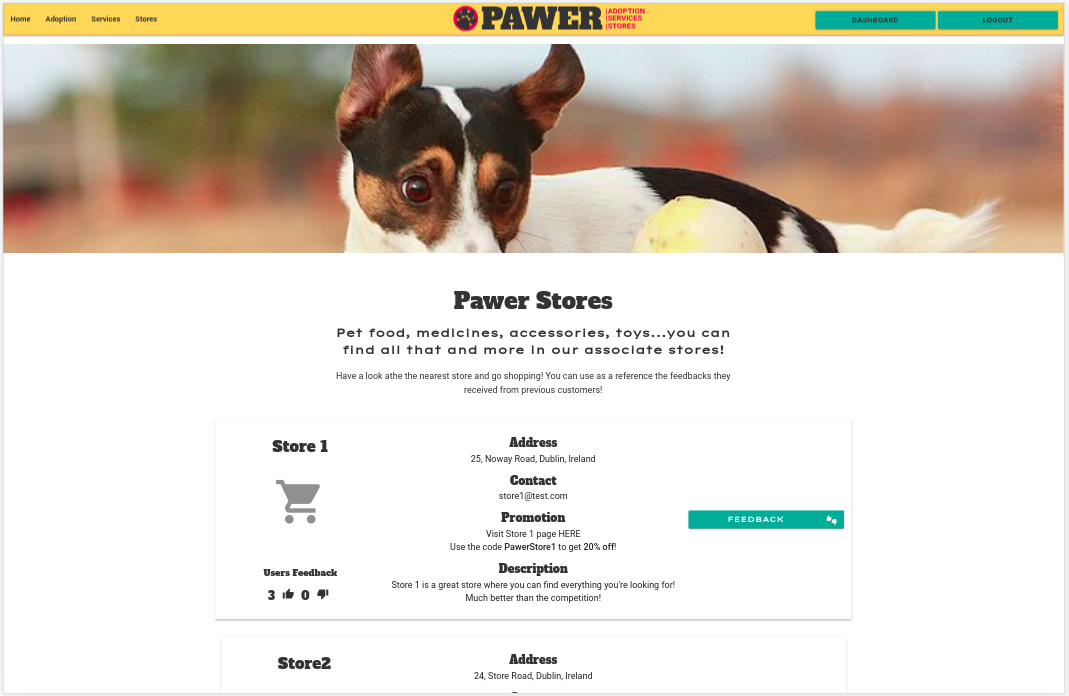 Home Adoption Services Stores
PAWER
|ADOPTION
|SERVICES
|STORES
DASHBOARD LOGOUT
Pawer Stores
Pet food, medicines, accessories, toys...you can
find all that and more in our associate stores!
Have a look athe the nearest store and go shopping! You can use as a reference the feedbacks they
received from previous customers!
Store 1
Users Feedback
3 0
Address
25, Noway Road, Dublin, Ireland
Contact
store1@test.com
Promotion
Visit Store 1 page HERE
Use the code PawerStore1 to get 20% off!
Description
Store 1 is a great store where you can find everything you're looking for!
Much better than the competition!
FEEDBACK
Store2
Address
24, Store Road, Dublin, Ireland